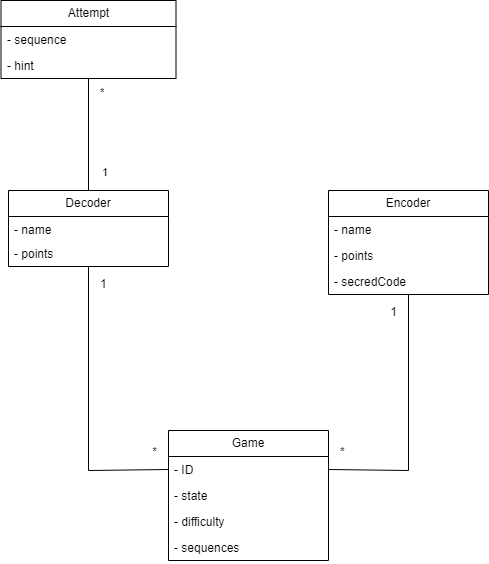 Attempt
- sequence
- hint
*
1
Decoder
- name
- points
1
Encoder
- name
- points
- secredCode
1
*
*
Game
- ID
- state
- difficulty
- sequences